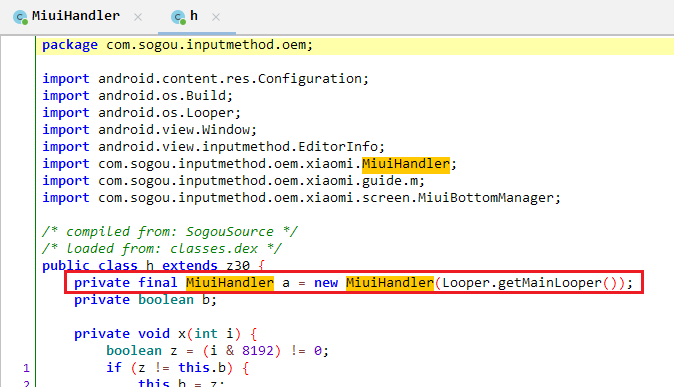 MiuiHandler × h ×
package com.sogou.inputmethod.oem;
import android.content.res.Configuration;
import android.os.Build;
import android.os.Looper;
import android.view.Window;
import android.view.inputmethod.EditorInfo;
import com.sogou.inputmethod.oem.xiaomi.MiuiHandler;
import com.sogou.inputmethod.oem.xiaomi.guide.m;
import com.sogou.inputmethod.oem.xiaomi.screen.MiuiBottomManager;
/* compiled from: SogouSource */
/* loaded from: classes.dex */
public class h extends z30 {
private final MiuiHandler a = new MiuiHandler(Looper.getMainLooper());
private boolean b;
private void x(int i) {
boolean z = (i & 8192) != 0;
1 if (z != this.b) {
2 this.b = z;